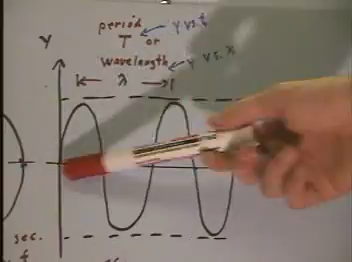 period Y vs. t
T or
wavelength Y vs. x
Y
λ
sec.